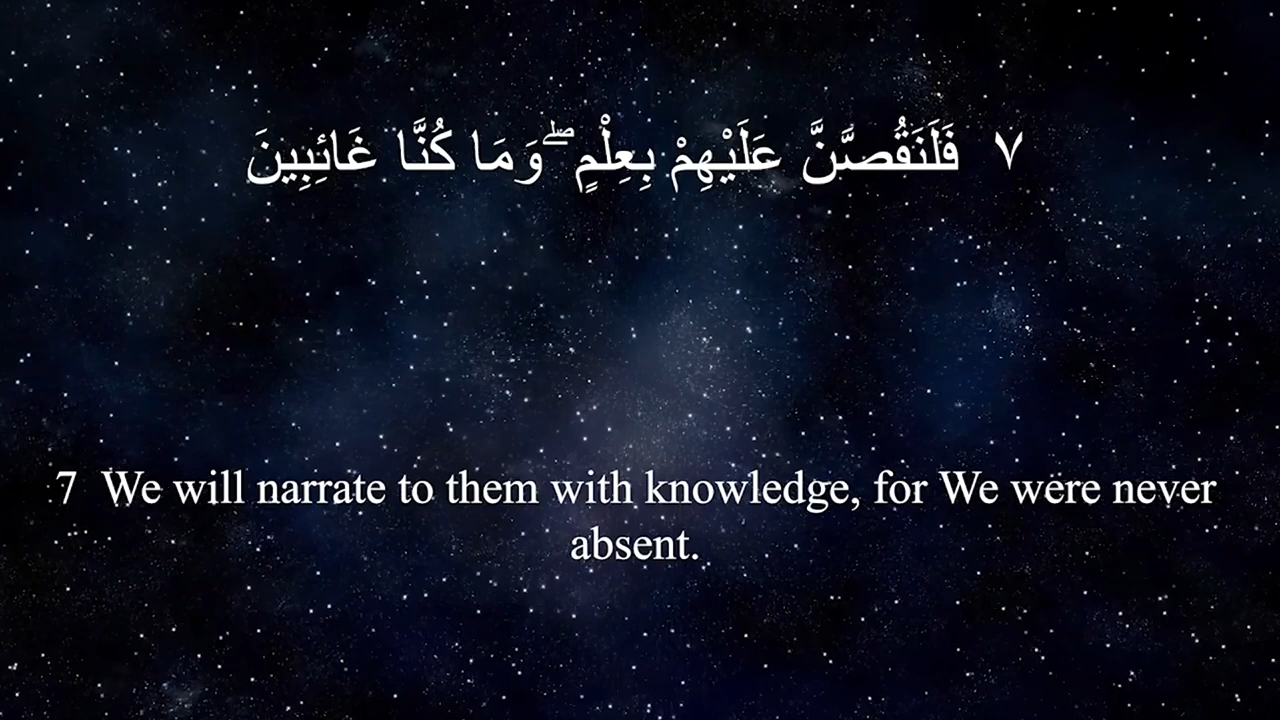 ٧ فَلَنَقُصَّنَّ عَلَيْهِمْ بِعِلْمٍ ۖ وَمَا كُنَّا غَائِبِينَ
7 We will narrate to them with knowledge, for We were never
absent.